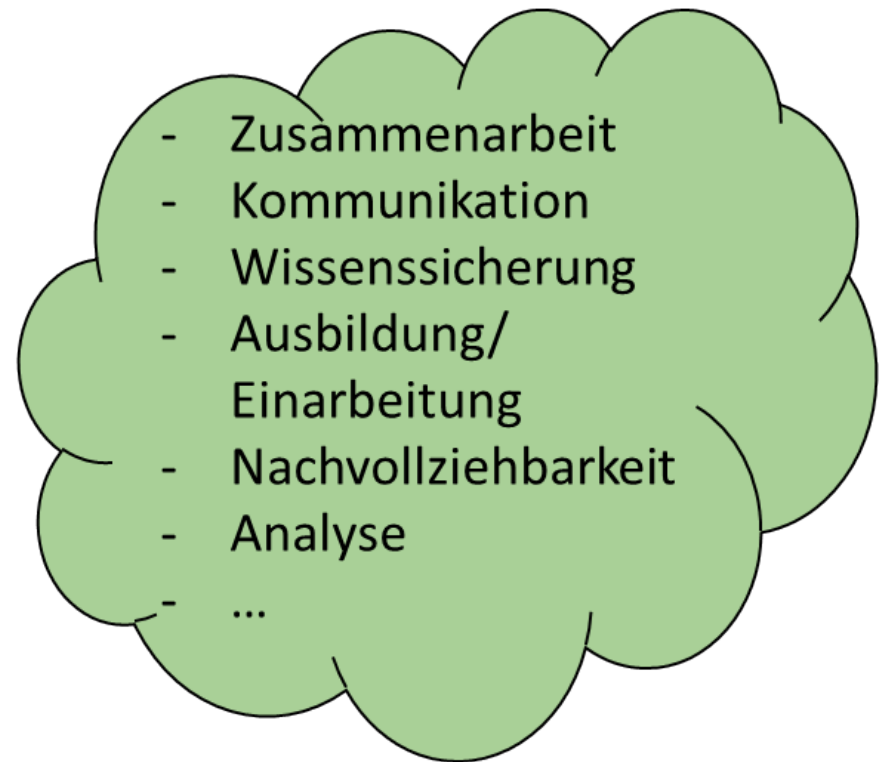 - Zusammenarbeit
- Kommunikation
- Wissenssicherung
- Ausbildung/
Einarbeitung
- Nachvollziehbarkeit
- Analyse
- ...